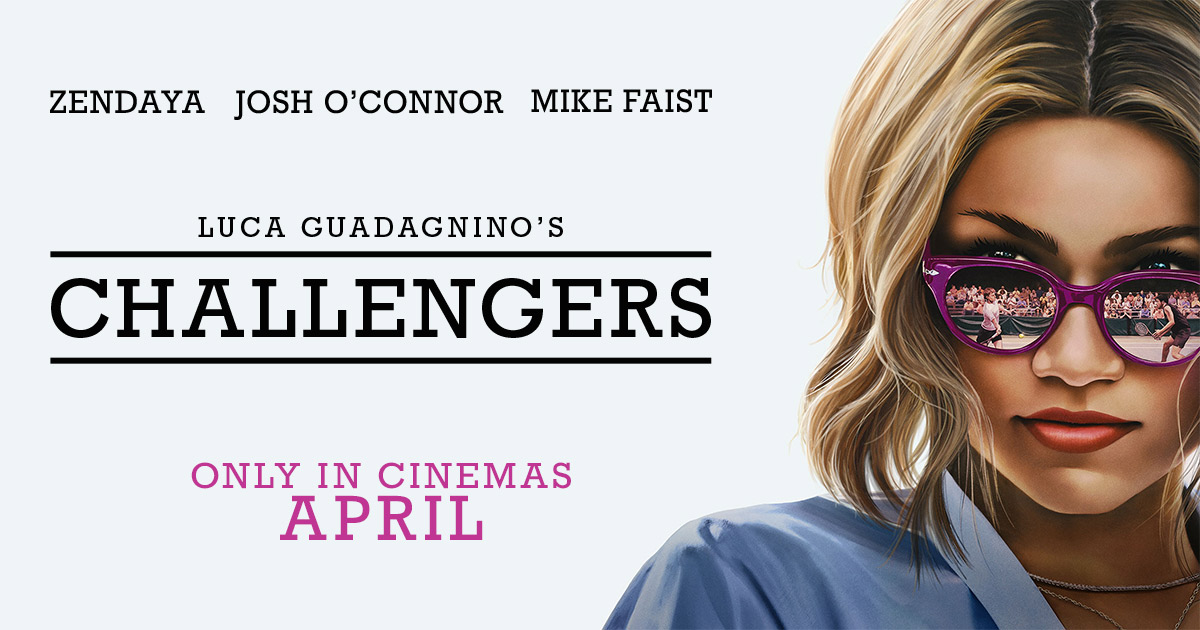 ZENDAYA JOSH O’CONNOR MIKE FAIST
LUCA GUADAGNINO’S
CHALLENGERS
ONLY IN CINEMAS
APRIL